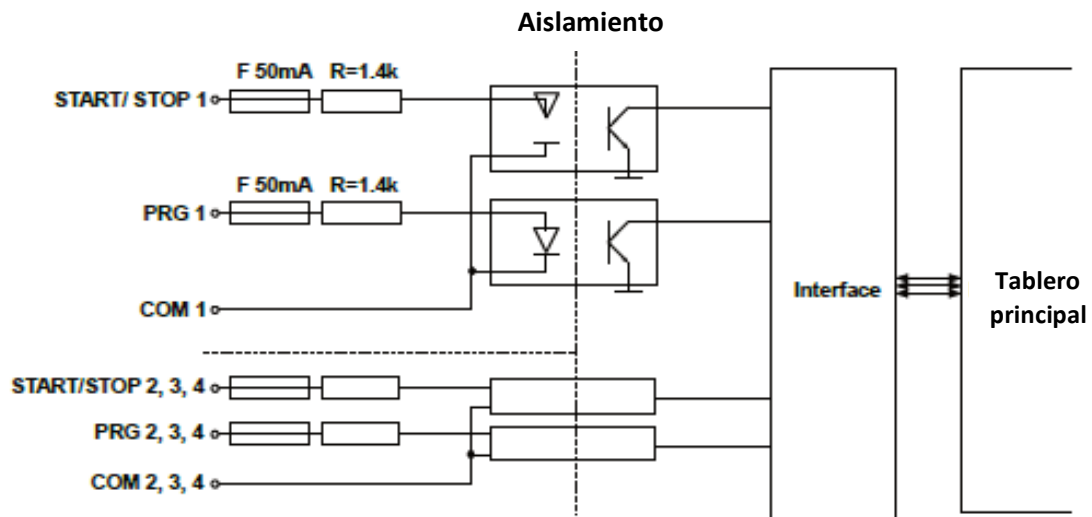 Aislamiento
F 50mA R=1.4k
START/ STOP 1
F 50mA R=1.4k
PRG 1
COM 1
Interface
Tablero
principal
START/STOP 2, 3, 4
PRG 2, 3, 4
COM 2, 3, 4